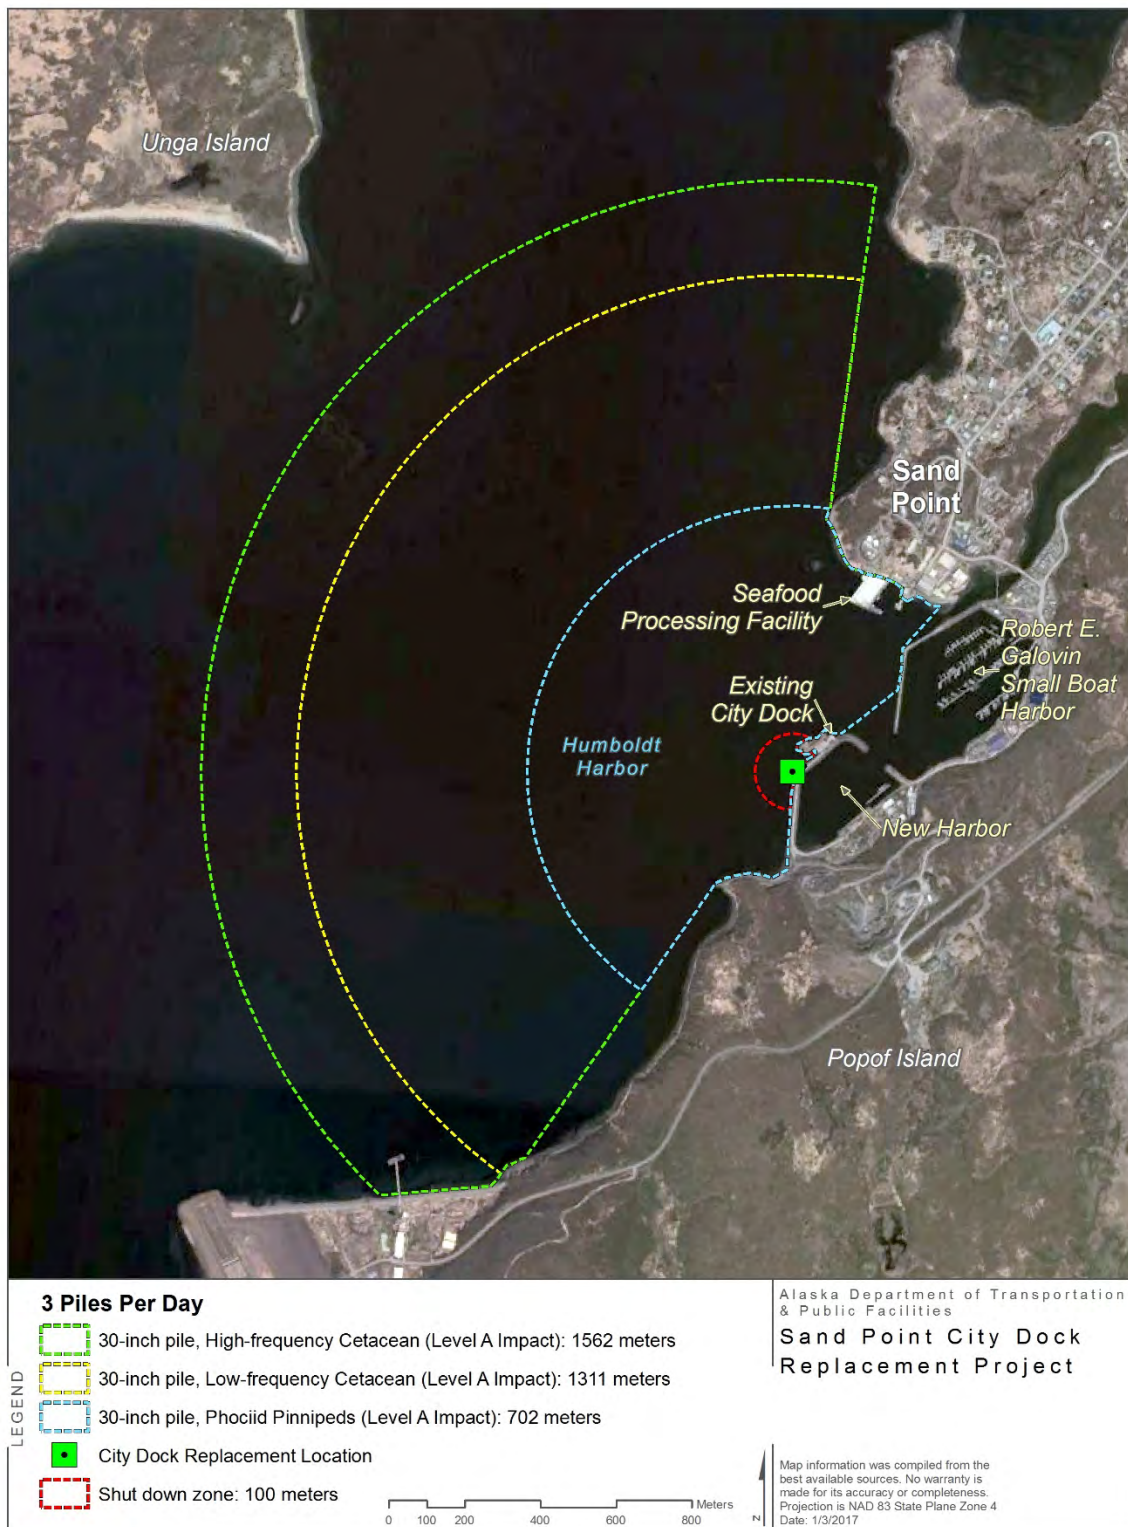 Unga Island
Sand
Point
Seafood
Processing Facility
Robert E.
Galovin
Small Boat
Harbor
Existing
City Dock
Humboldt
Harbor
New Harbor
Popof Island
3 Piles Per Day
30-inch pile, High-frequency Cetacean (Level A Impact): 1562 meters
30-inch pile, Low-frequency Cetacean (Level A Impact): 1311 meters
30-inch pile, Phociid Pinnipeds (Level A Impact): 702 meters
City Dock Replacement Location
Shut down zone: 100 meters
LEGEND
Meters
0 100 200 400 600 800
N
Alaska Department of Transportation
& Public Facilities
Sand Point City Dock
Replacement Project
Map information was compiled from the
best available sources. No warranty is
made for its accuracy or completeness.
Projection is NAD 83 State Plane Zone 4
Date: 1/3/2017